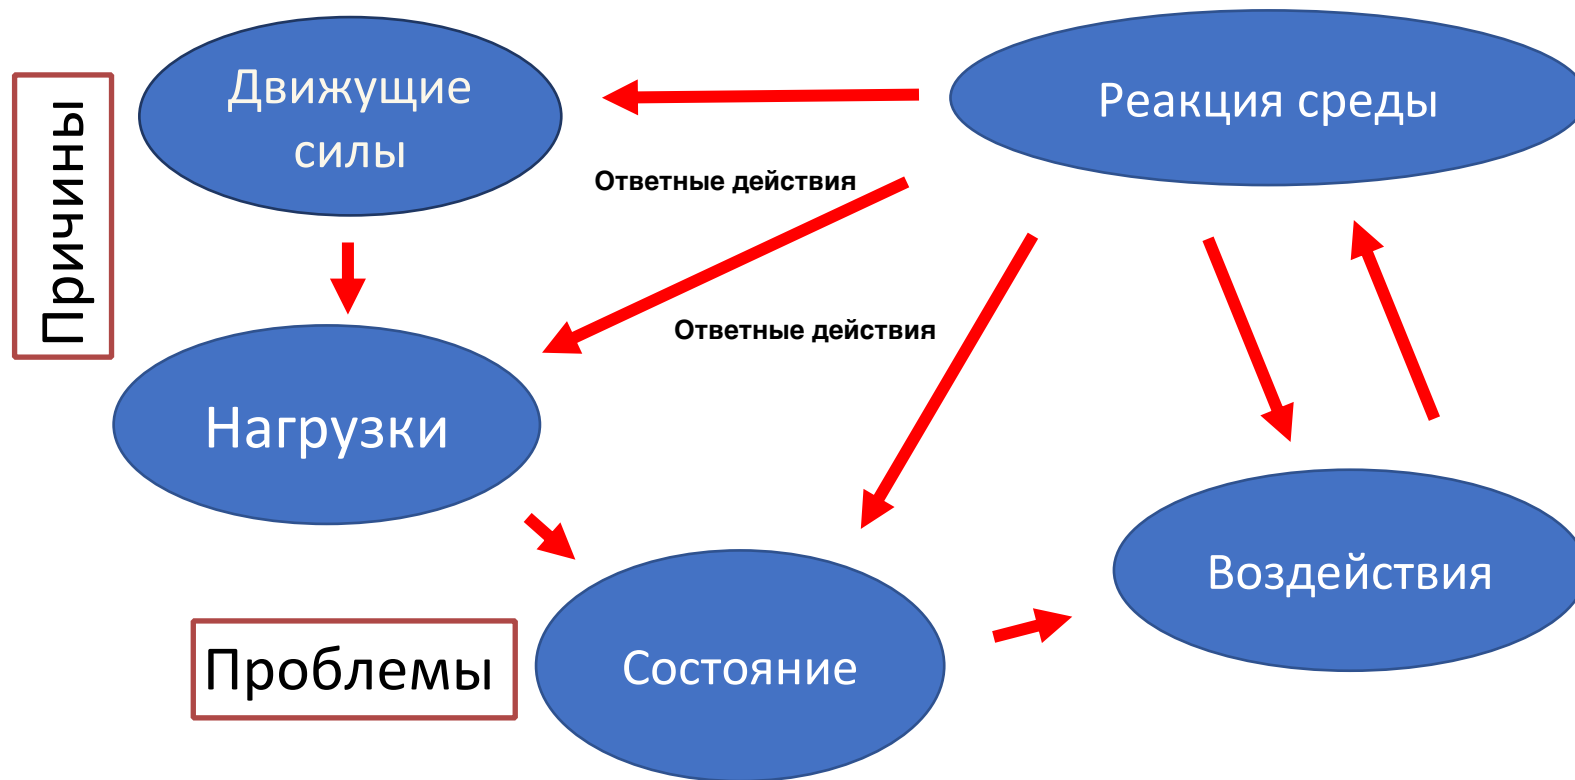 Движущие
силы
Реакция среды
Причины
Ответные действия
Ответные действия
Нагрузки
Воздействия
Проблемы
Состояние